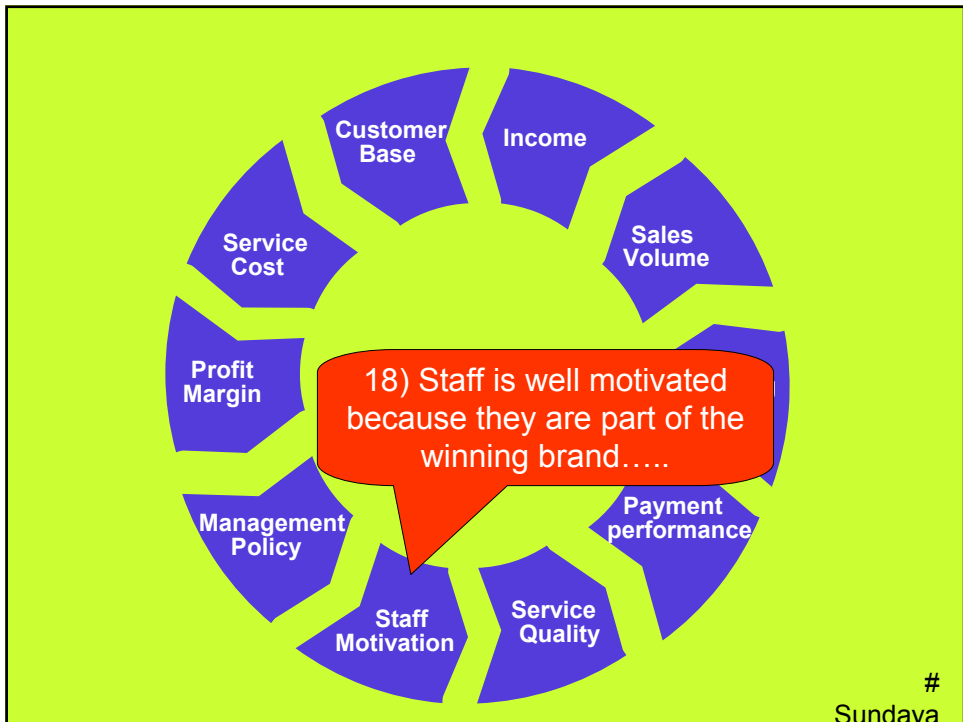 Customer
Base
Income
Sales
Volume
Service
Cost
Profit
Margin
18) Staff is well motivated
because they are part of the
winning brand…..
Payment
performance
Management
Policy
Staff
Motivation
Service
Quality
#